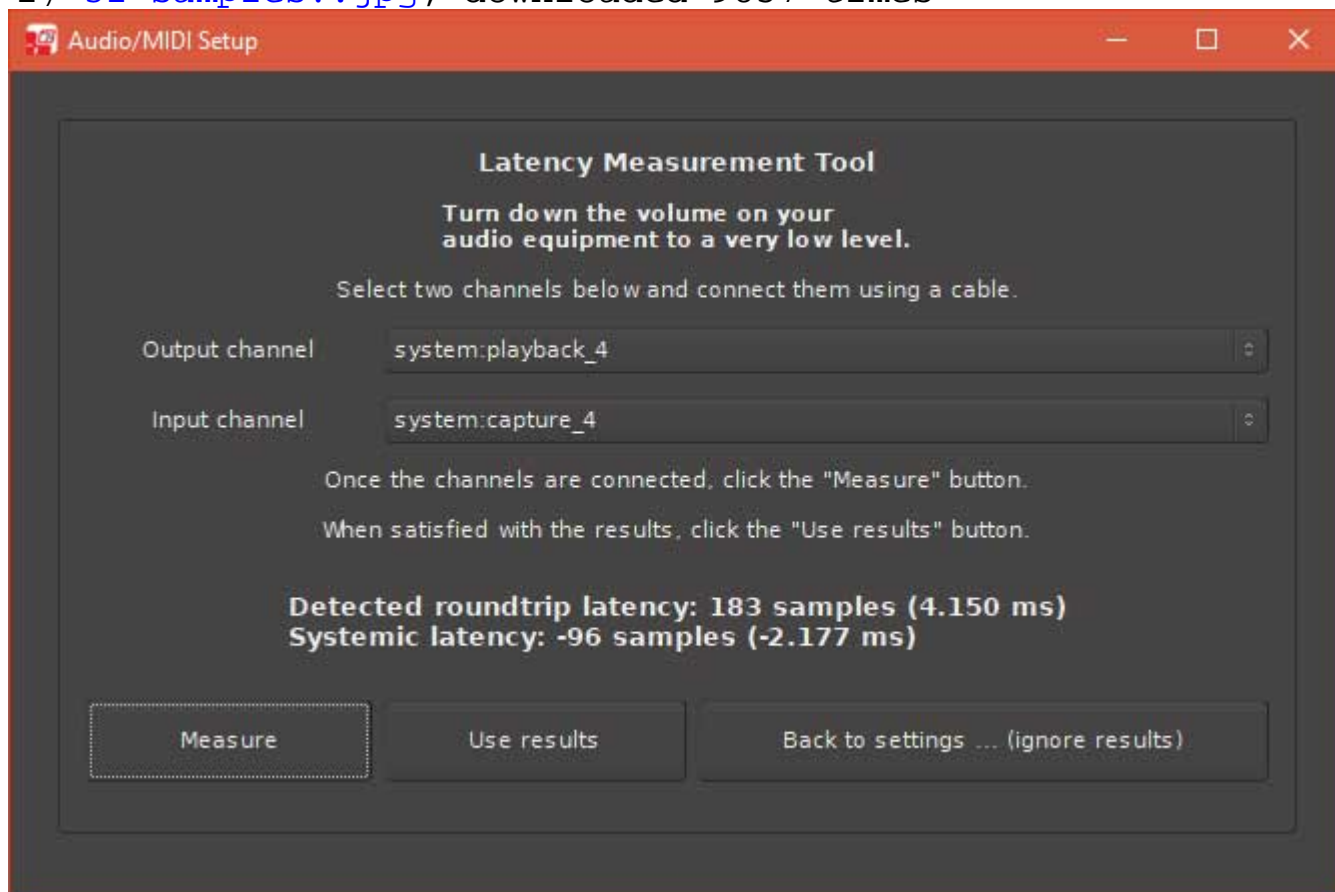 Audio/MIDI Setup
Latency Measurement Tool
Turn down the volume on your
audio equipment to a very low level.
Select two channels below and connect them using a cable.
Output channel system:playback_4
Input channel system:capture_4
Once the channels are connected, click the "Measure" button.
When satisfied with the results, click the "Use results" button.
Detected roundtrip latency: 183 samples (4.150 ms)
Systemic latency: -96 samples (-2.177 ms)
Measure Use results Back to settings ... (ignore results)